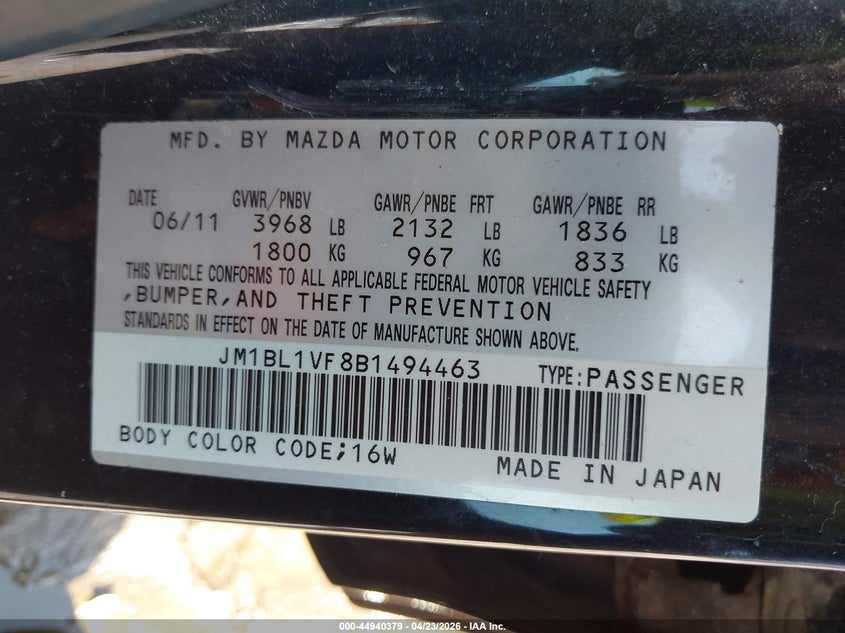 MFD. BY MAZDA MOTOR CORPORATION
DATE GVWR/PNBV GAWR/PNBE FRT GAWR/PNBE RR
06/11 3968 LB 2132 LB 1836 LB
1800 KG 967 KG 833 KG
THIS VEHICLE CONFORMS TO ALL APPLICABLE FEDERAL MOTOR VEHICLE SAFETY
,BUMPER,AND THEFT PREVENTION
STANDARDS IN EFFECT ON THE DATE OF MANUFACTURE SHOWN ABOVE.
JM1BL1VF8B1494463 TYPE:PASSENGER
BODY COLOR CODE;16W MADE IN JAPAN
000-44940379 - 04/23/2026 - IAA Inc.